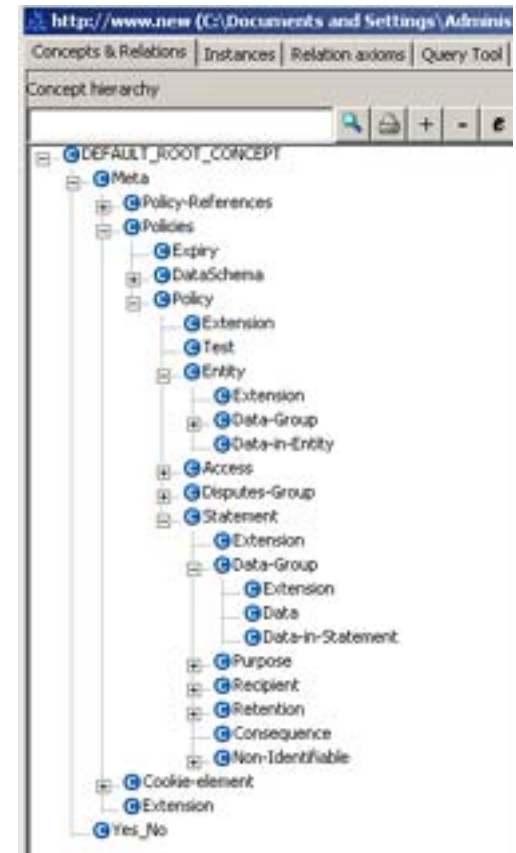 http://www.new (C:\Documents and Settings\Adminis
Concepts & Relations Instances Relation axioms Query Tool
Concept hierarchy
+ - e
DEFAULT_ROOT_CONCEPT
Meta
Policy-References
Policies
Expiry
DataSchema
Policy
Extension
Test
Entity
Extension
Data-Group
Data-in-Entity
Access
Disputes-Group
Statement
Extension
Data-Group
Extension
Data
Data-in-Statement
Purpose
Recipient
Retention
Consequence
Non-Identifiable
Cookie-element
Extension
Yes_No